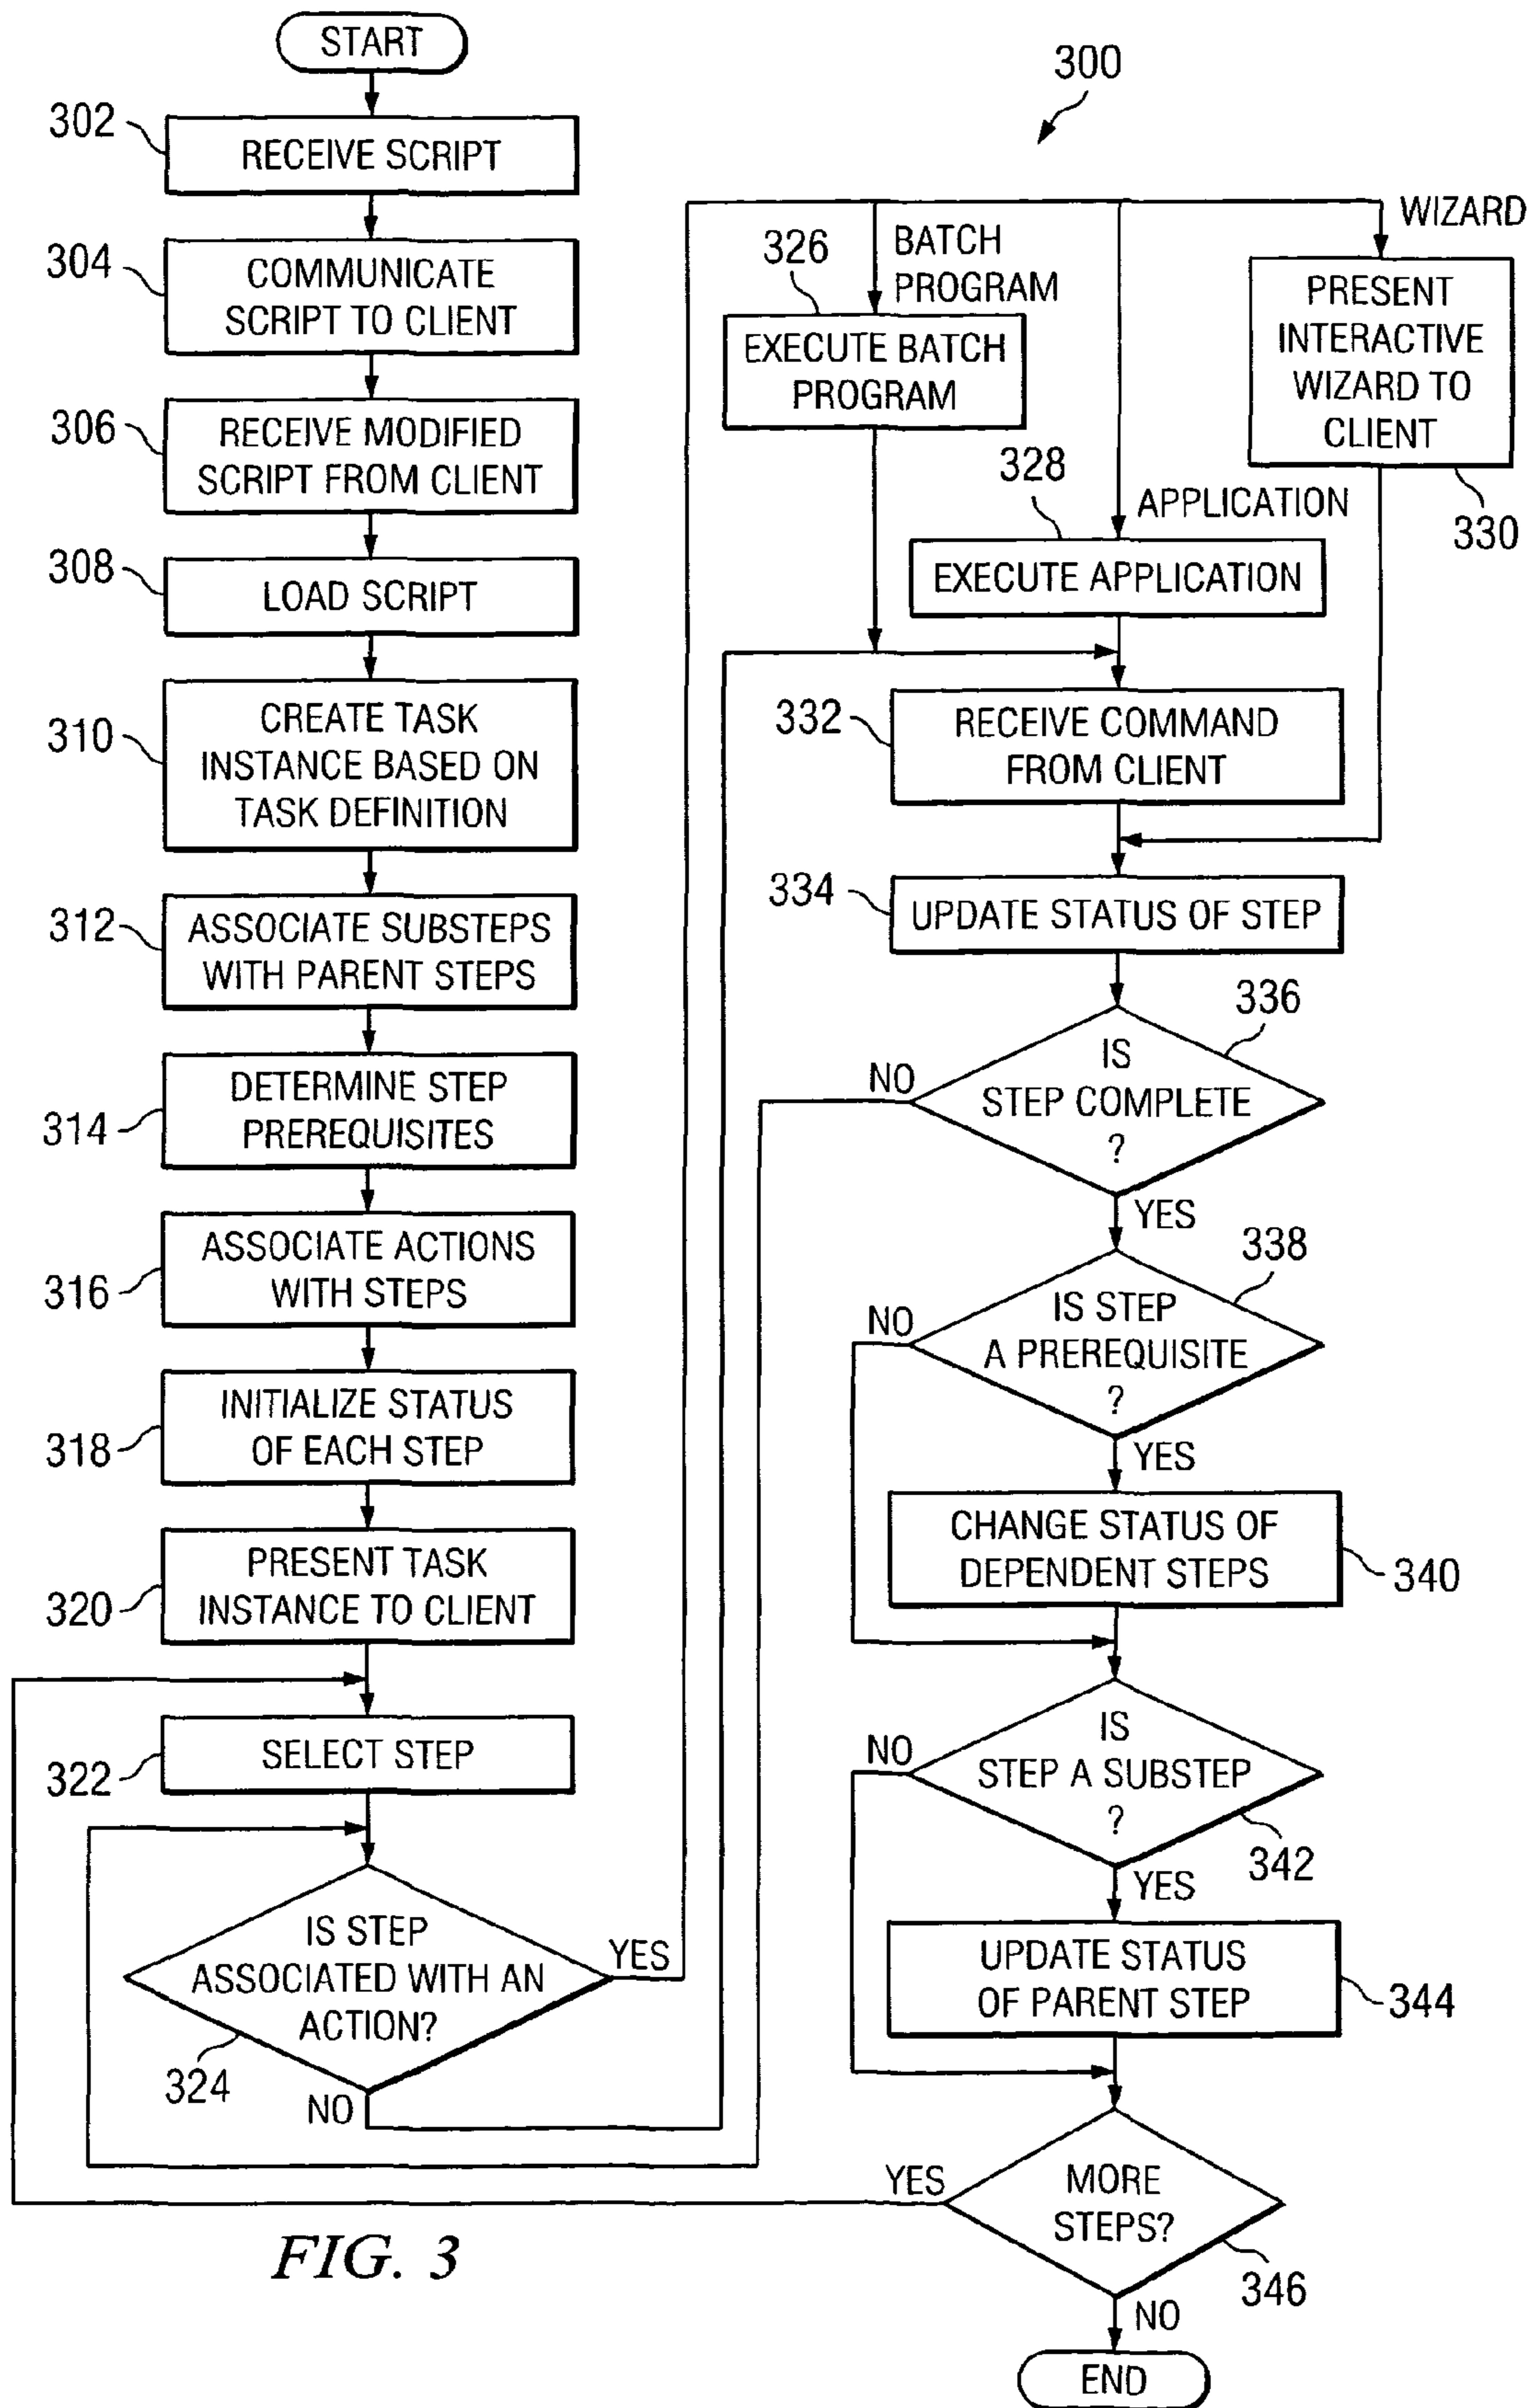 START
302
RECEIVE SCRIPT
304
COMMUNICATE
SCRIPT TO CLIENT
306
RECEIVE MODIFIED
SCRIPT FROM CLIENT
308
LOAD SCRIPT
310
CREATE TASK
INSTANCE BASED ON
TASK DEFINITION
312
ASSOCIATE SUBSTEPS
WITH PARENT STEPS
314
DETERMINE STEP
PREREQUISITES
316
ASSOCIATE ACTIONS
WITH STEPS
318
INITIALIZE STATUS
OF EACH STEP
320
PRESENT TASK
INSTANCE TO CLIENT
322
SELECT STEP
IS STEP
ASSOCIATED WITH AN
ACTION?
324
YES
NO
300
326
BATCH
PROGRAM
EXECUTE BATCH
PROGRAM
328
APPLICATION
EXECUTE APPLICATION
WIZARD
PRESENT
INTERACTIVE
WIZARD TO
CLIENT
330
332
RECEIVE COMMAND
FROM CLIENT
334
UPDATE STATUS OF STEP
336
IS
STEP COMPLETE
?
NO
YES
338
IS STEP
A PREREQUISITE
?
NO
YES
CHANGE STATUS OF
DEPENDENT STEPS
340
IS
STEP A SUBSTEP
?
342
NO
YES
UPDATE STATUS
OF PARENT STEP
344
MORE
STEPS?
346
YES
NO
END
FIG. 3